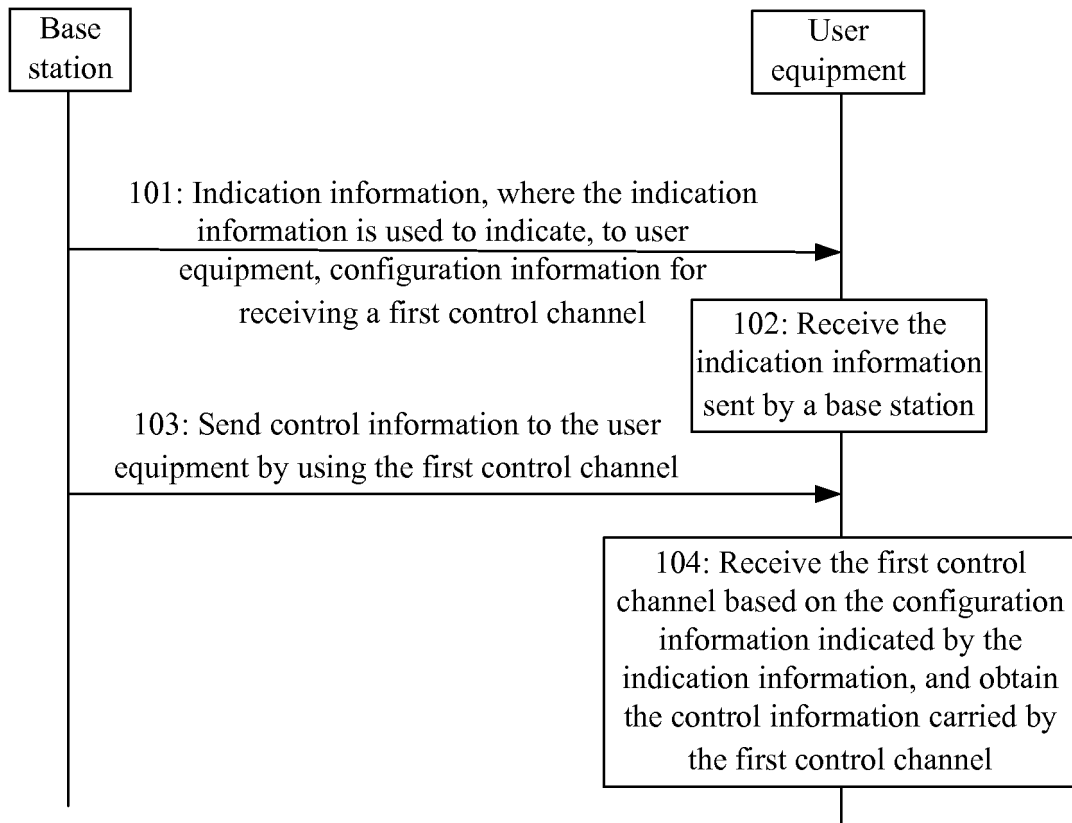 Base
station
User
equipment
101: Indication information, where the indication
information is used to indicate, to user
equipment, configuration information for
receiving a first control channel
102: Receive the
indication information
sent by a base station
103: Send control information to the user
equipment by using the first control channel
104: Receive the first control
channel based on the configuration
information indicated by the
indication information, and obtain
the control information carried by
the first control channel